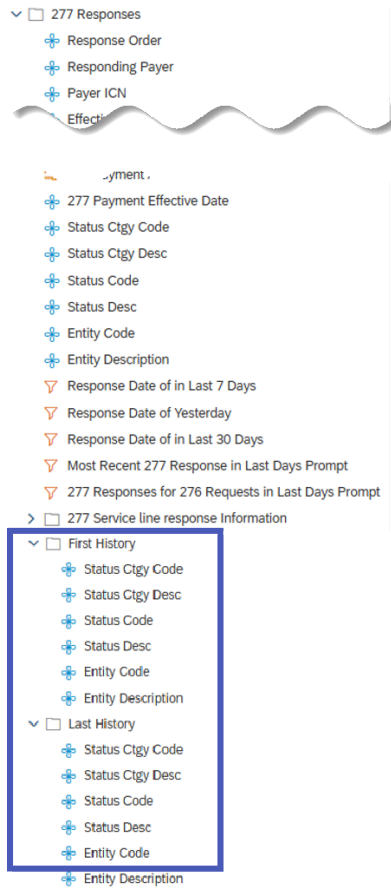 277 Responses
Response Order
Responding Payer
Payer ICN
277 Payment Effective Date
Status Ctgy Code
Status Ctgy Desc
Status Code
Status Desc
Entity Code
Entity Description
Response Date of in Last 7 Days
Response Date of Yesterday
Response Date of in Last 30 Days
Most Recent 277 Response in Last Days Prompt
277 Responses for 276 Requests in Last Days Prompt
277 Service line response Information
First History
Status Ctgy Code
Status Ctgy Desc
Status Code
Status Desc
Entity Code
Entity Description
Last History
Status Ctgy Code
Status Ctgy Desc
Status Code
Status Desc
Entity Code
Entity Description